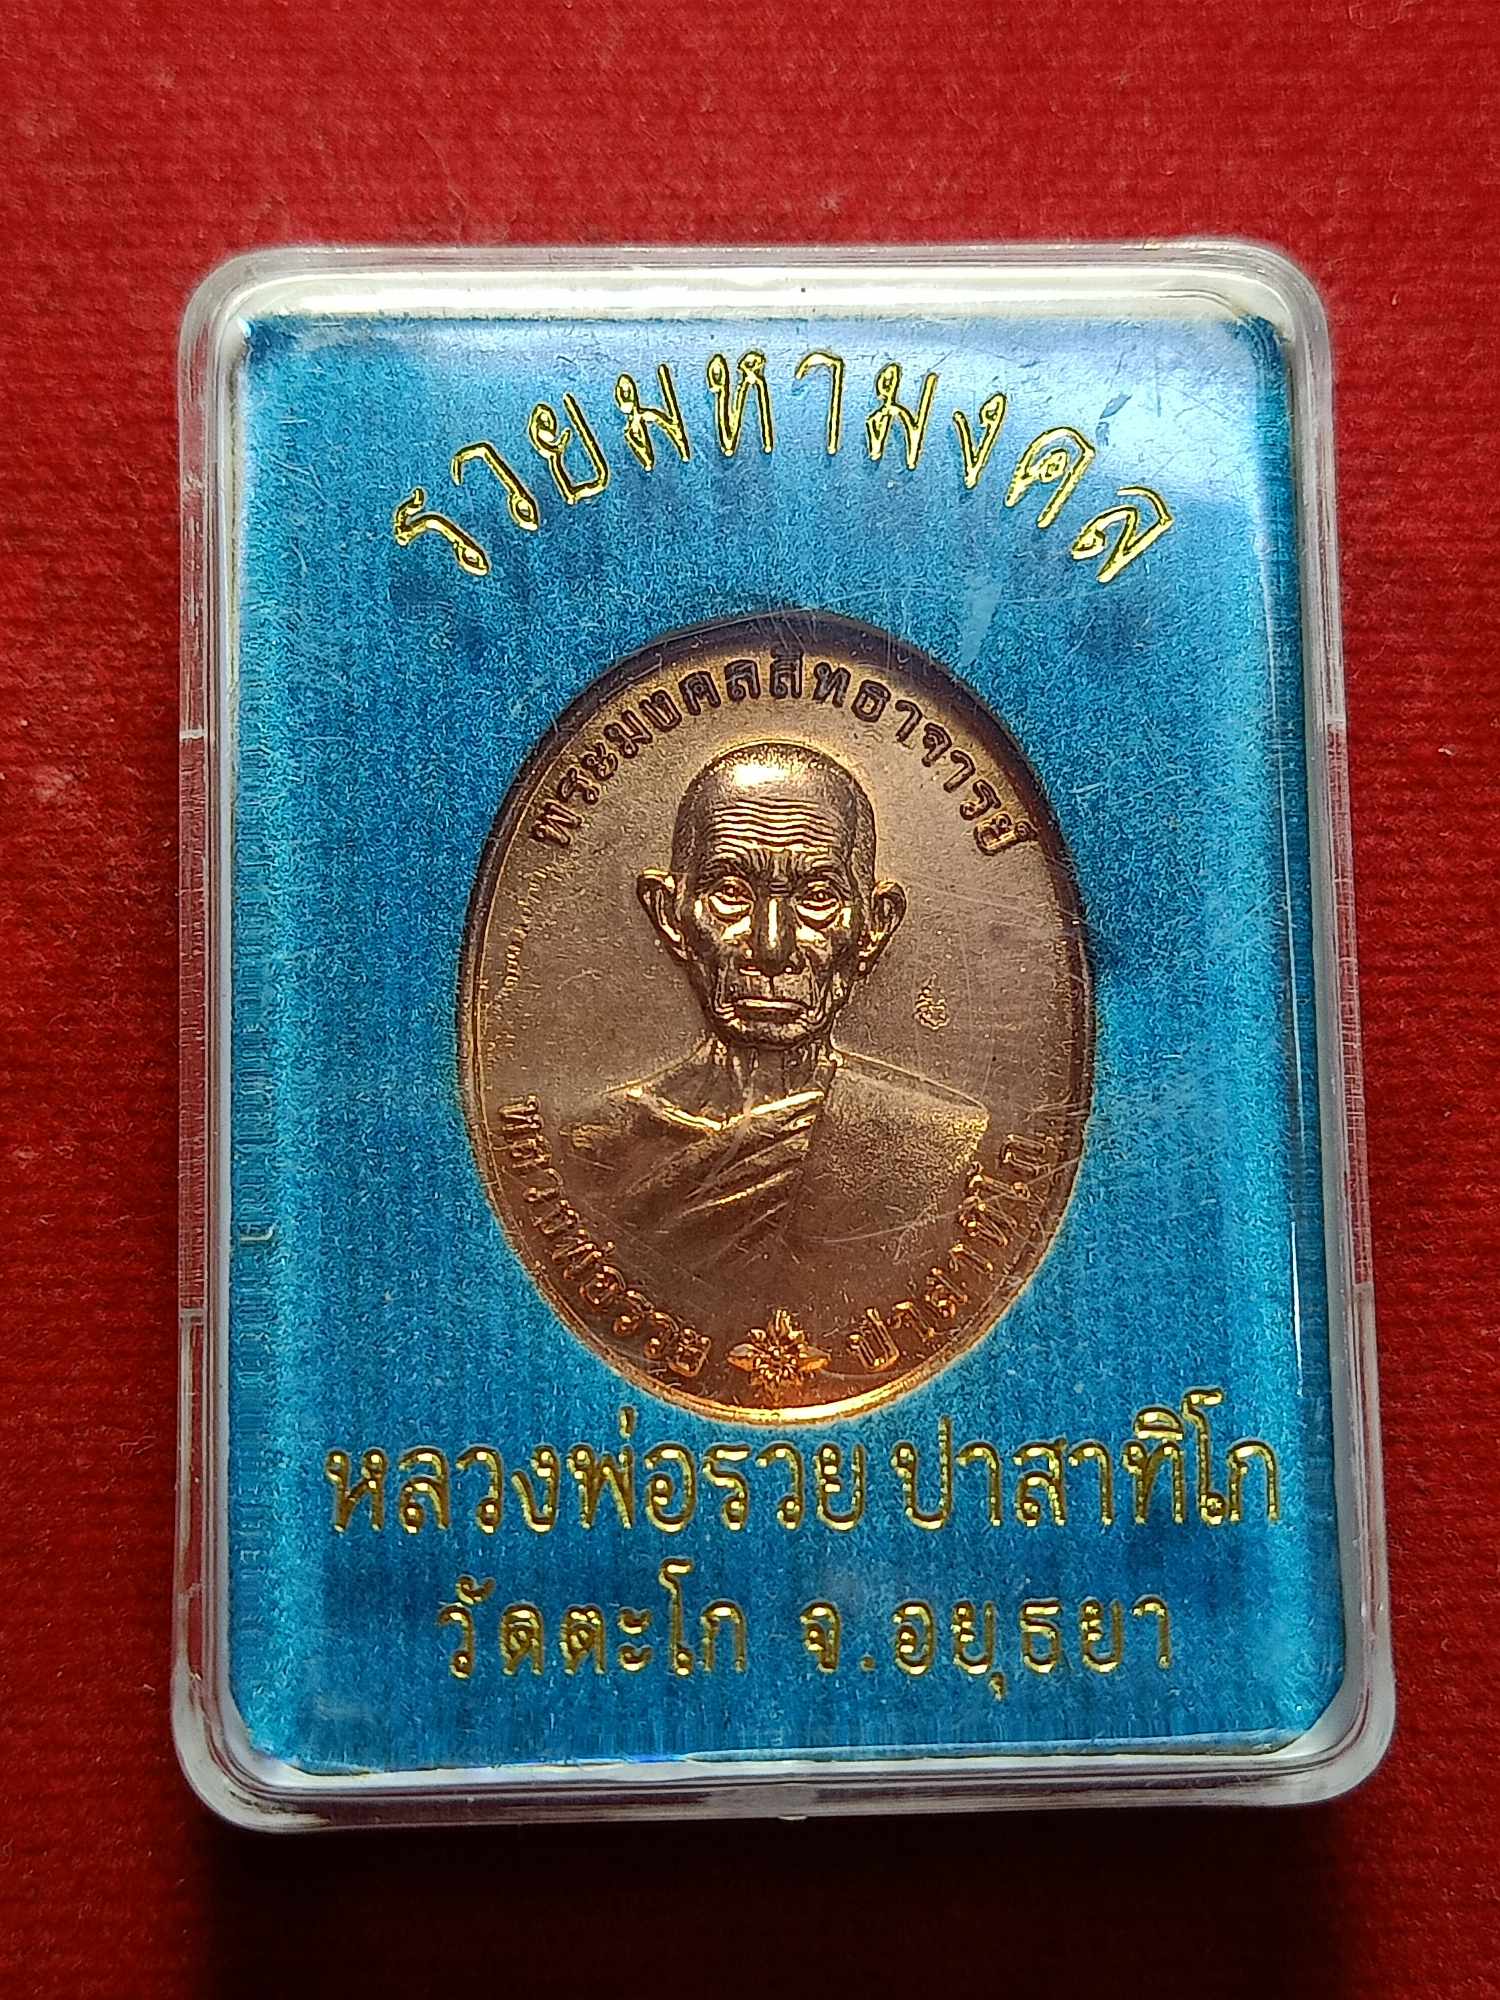 รวยมหามงคล
พระมงคลสิทธาจารย์
หลวงพ่อรวย ปาสาทิโก
หลวงพ่อรวย ปาสาทิโก
วัดตะโก จ.อยุธยา